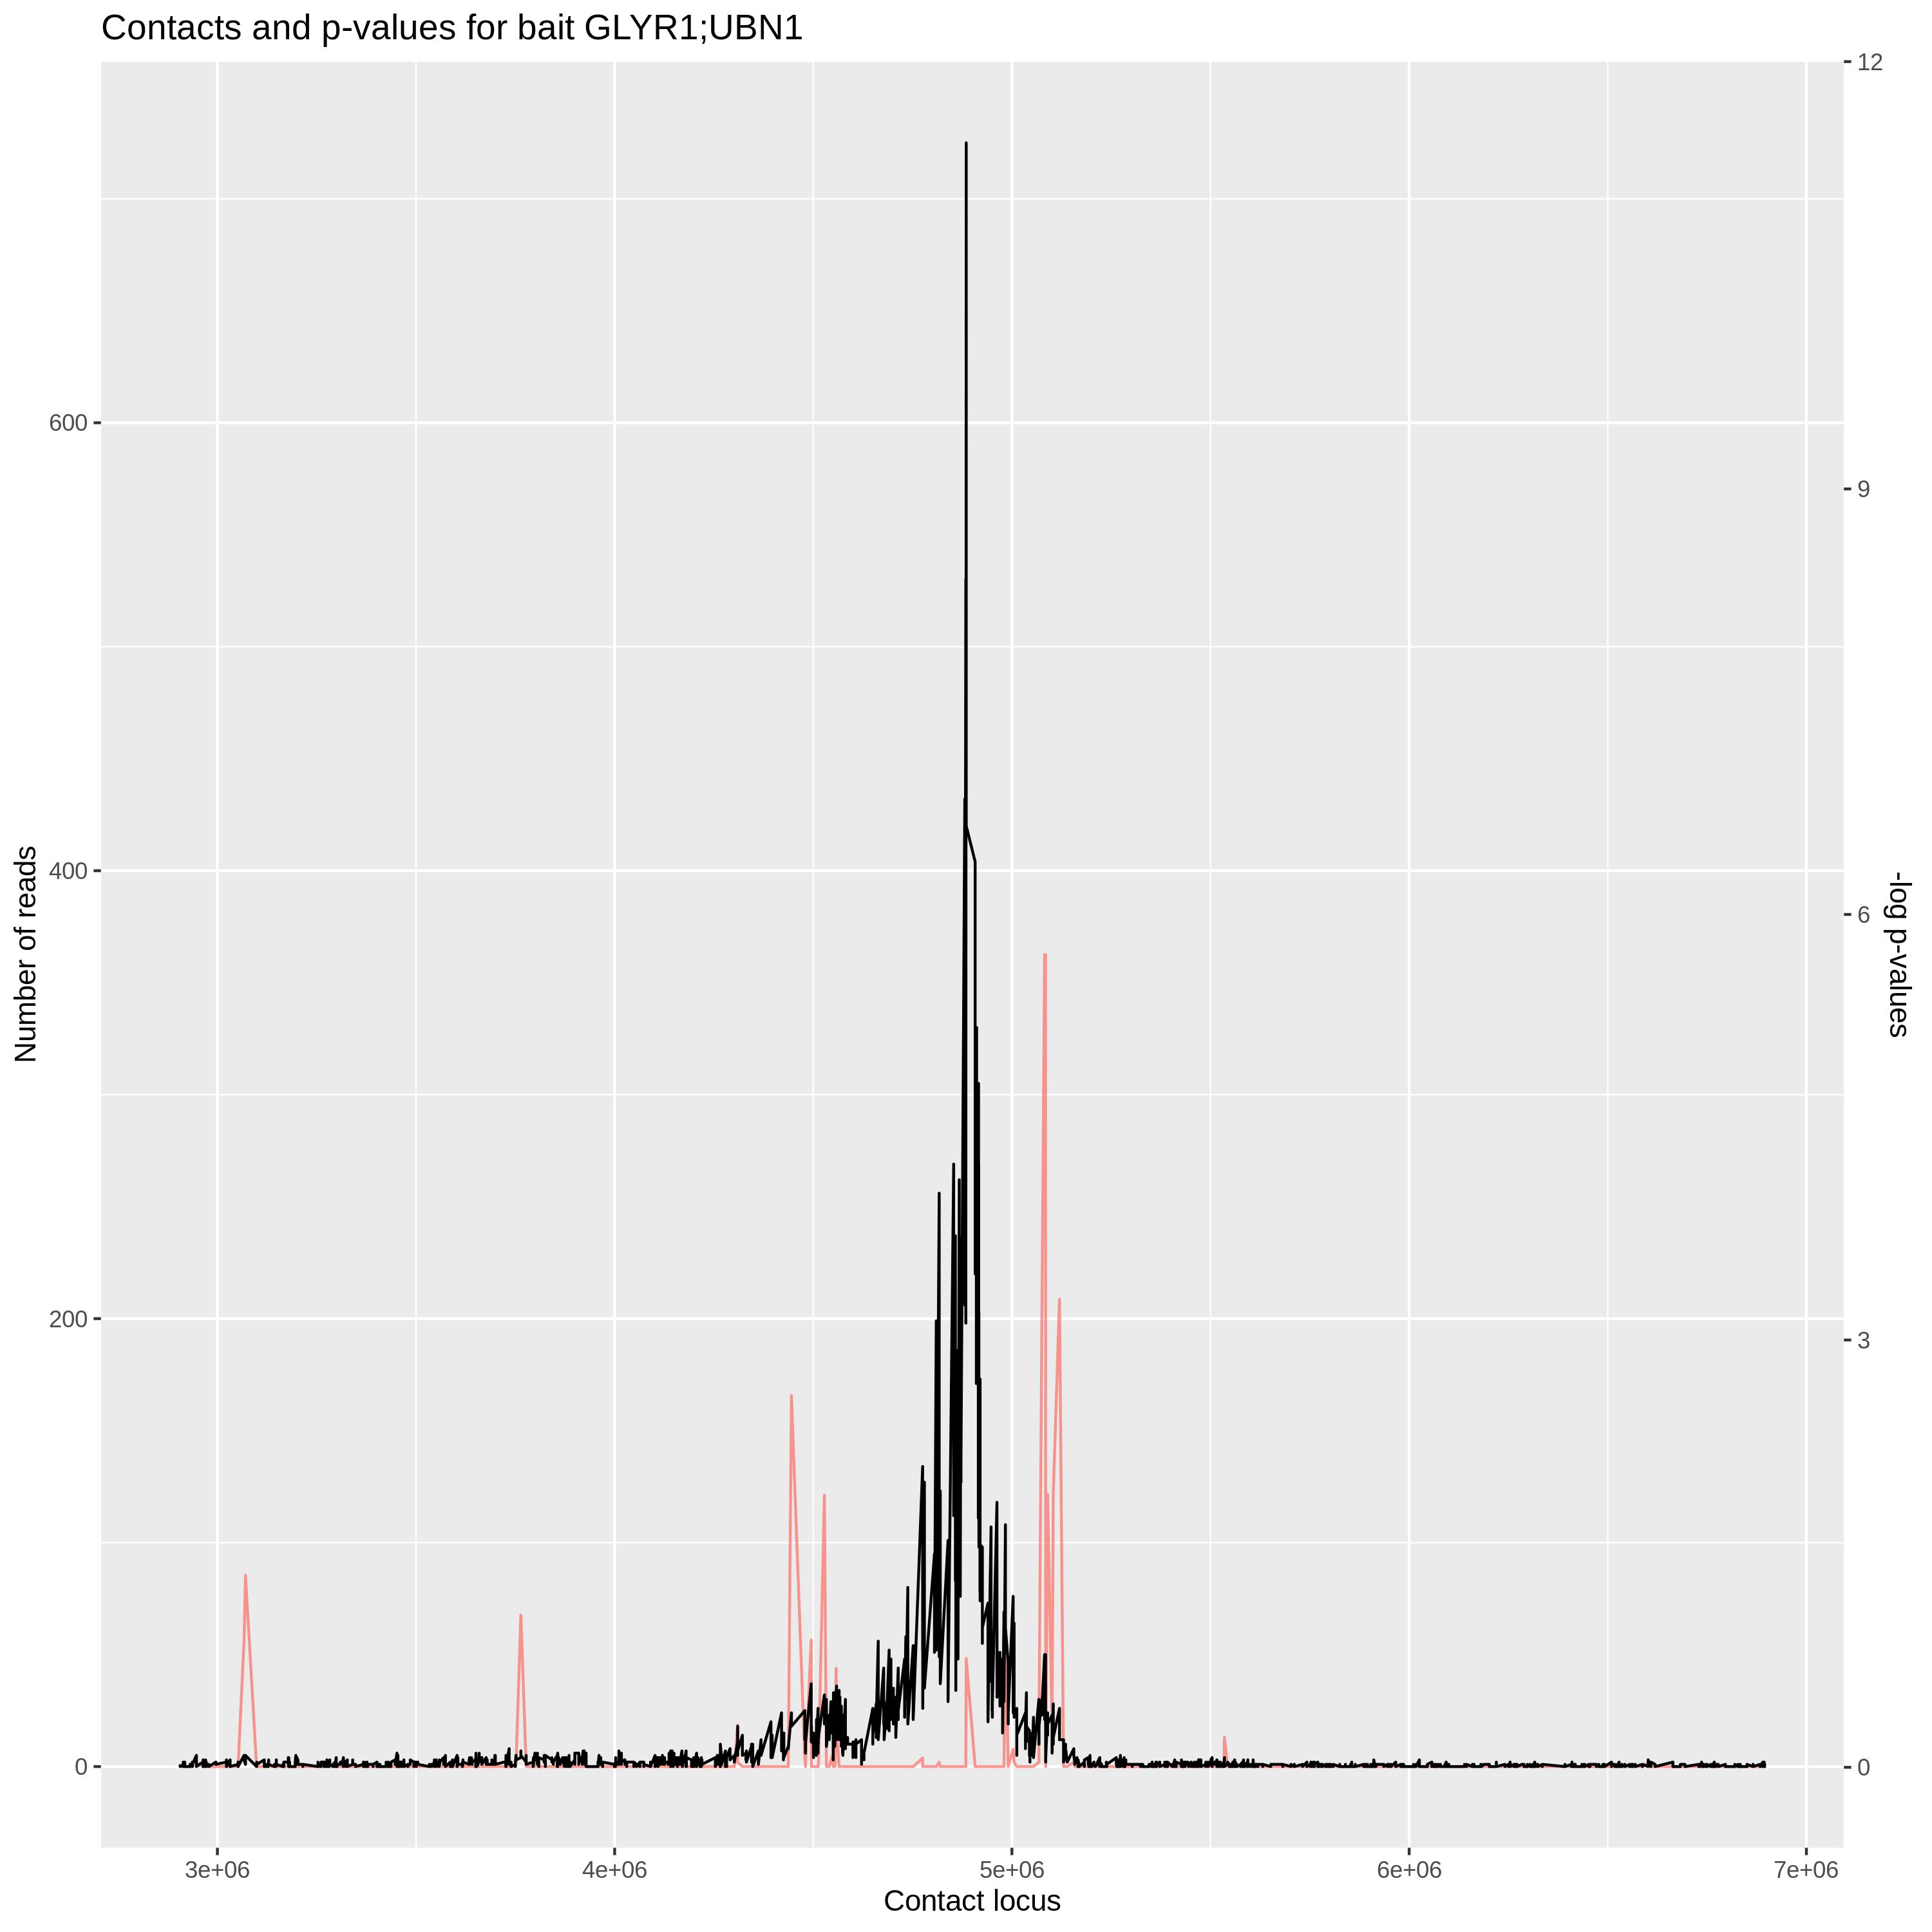 Contacts and p-values for bait GLYR1;UBN1
12
9
6
3
0
-log p-values
600
400
200
0
Number of reads
3e+06 4e+06 5e+06 6e+06 7e+06
Contact locus